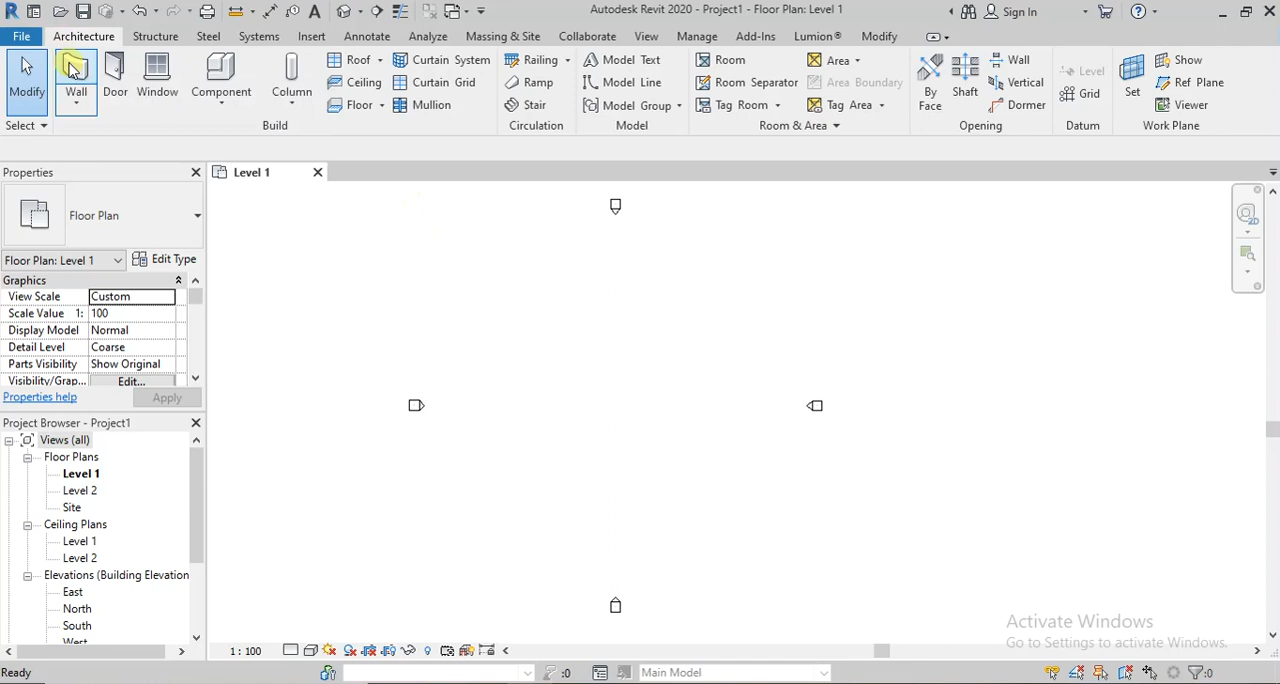 Autodesk Revit 2020 - Project1 - Floor Plan: Level 1
Sign In
File Architecture Structure Steel Systems Insert Annotate Analyze Massing & Site Collaborate View Manage Add-Ins Lumion® Modify
Modify Wall Door Window Component Column
Roof Curtain System
Ceiling Curtain Grid
Floor Mullion
Railing
Ramp
Stair
Model Text
Model Line
Model Group
Room
Room Separator
Tag Room
Area
Area Boundary
Tag Area
By Face
Shaft
Wall
Vertical
Dormer
Level
Grid
Set
Show
Ref Plane
Viewer
Select Build Circulation Model Room & Area Opening Datum Work Plane
Properties
Level 1
Floor Plan
Floor Plan: Level 1 Edit Type
Graphics
View Scale Custom
Scale Value 1: 100
Display Model Normal
Detail Level Coarse
Parts Visibility Show Original
Visibility/Grap... Edit...
Properties help Apply
Project Browser - Project1
Views (all)
Floor Plans
Level 1
Level 2
Site
Ceiling Plans
Level 1
Level 2
Elevations (Building Elevation
East
North
South
West
2D
Activate Windows
Go to Settings to activate Windows.
1 : 100
Ready
:0
Main Model
:0